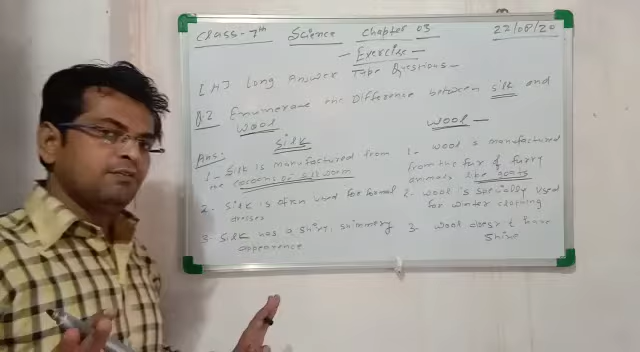 Class-7th Science Chapter 03 22/08/20
- Exercise -
[H] Long Answer Type Questions -
Q.2 Enumerate the Difference between silk and
wool
Ans: Silk wool -
1- Silk is manufactured from 1- wool is manufactured
the cocoons of silkworm from the fur of furry
animals like goats
2- Silk is often used for formal 2- wool is specially used
dresses for winter clothing
3- Silk has a shiny, shimmery 3- wool doesn't have
appearence shine